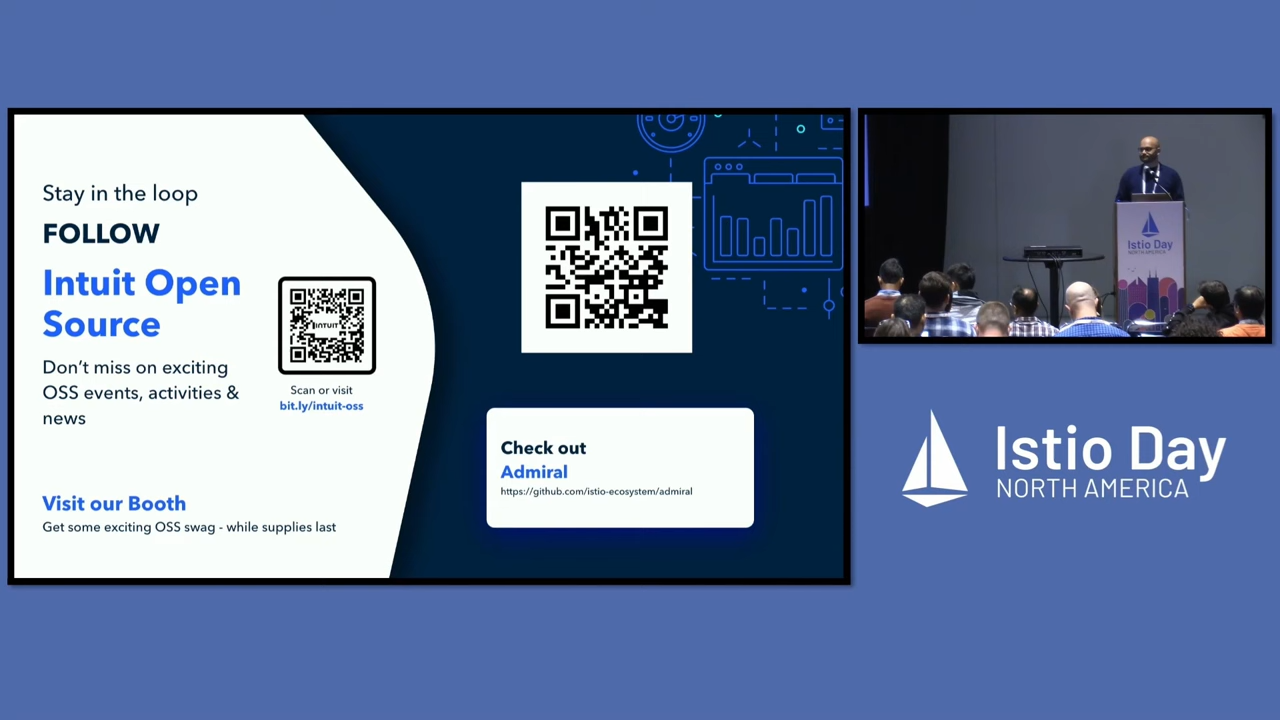 Stay in the loop
FOLLOW
Intuit Open
Source
Don't miss on exciting
OSS events, activities &
news
INTUIT
Scan or visit
bit.ly/intuit-oss
Visit our Booth
Get some exciting OSS swag - while supplies last
Check out
Admiral
https://github.com/istio-ecosystem/admiral
Istio Day
NORTH AMERICA
Istio Day
NORTH AMERICA